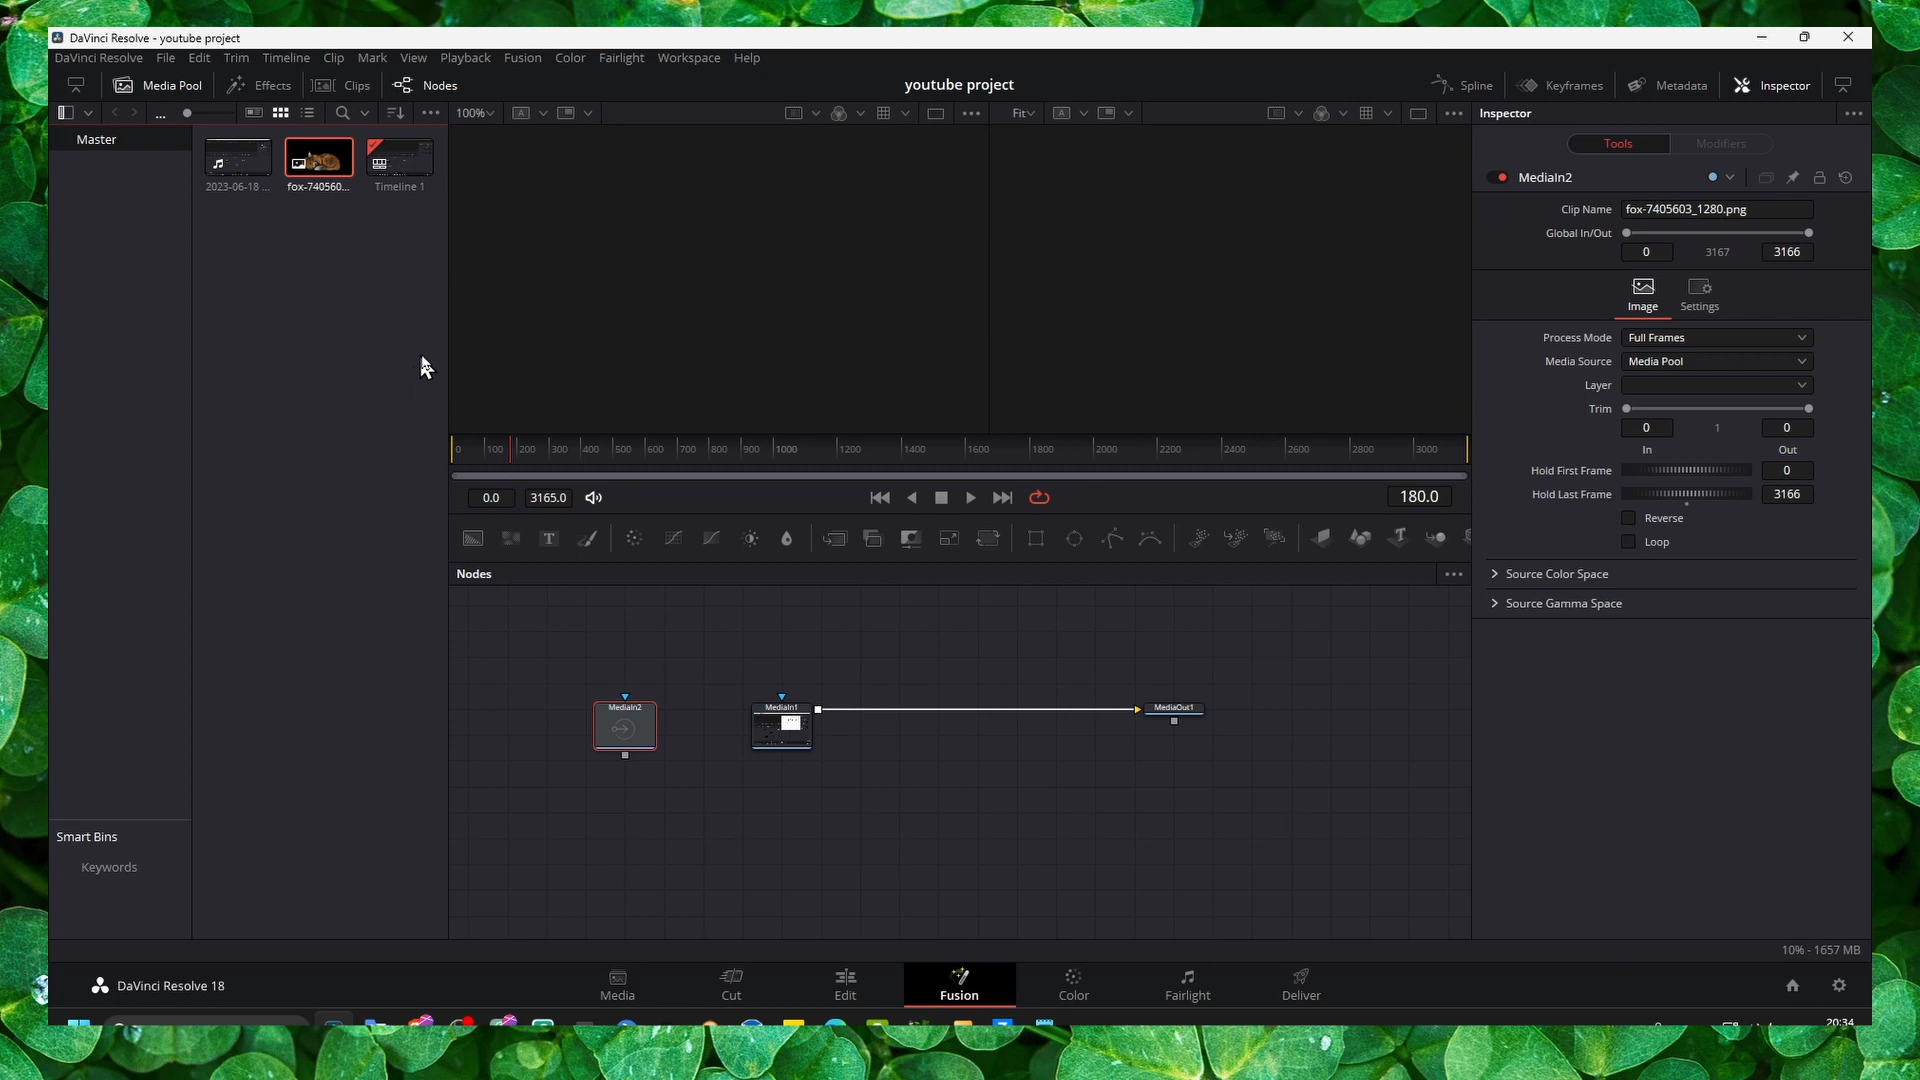 DaVinci Resolve - youtube project
DaVinci Resolve File Edit Trim Timeline Clip Mark View Playback Fusion Color Fairlight Workspace Help
Media Pool Effects Clips Nodes youtube project Spline Keyframes Metadata Inspector
... 100% A Fit A Inspector
Master
2023-06-18 ... fox-740560... Timeline 1
Tools Modifiers
MediaIn2
Clip Name fox-7405603_1280.png
Global In/Out
0 3167 3166
Image Settings
Process Mode Full Frames
Media Source Media Pool
Layer
Trim
0 1 0
In Out
Hold First Frame 0
Hold Last Frame 3166
Reverse
Loop
Source Color Space
Source Gamma Space
0 100 200 300 400 500 600 700 800 900 1000 1200 1400 1600 1800 2000 2200 2400 2600 2800 3000
0.0 3165.0 180.0
T T
Nodes
MediaIn2 MediaIn1 MediaOut1
Smart Bins
Keywords
10% - 1657 MB
DaVinci Resolve 18
Media Cut Edit Fusion Color Fairlight Deliver
20:34